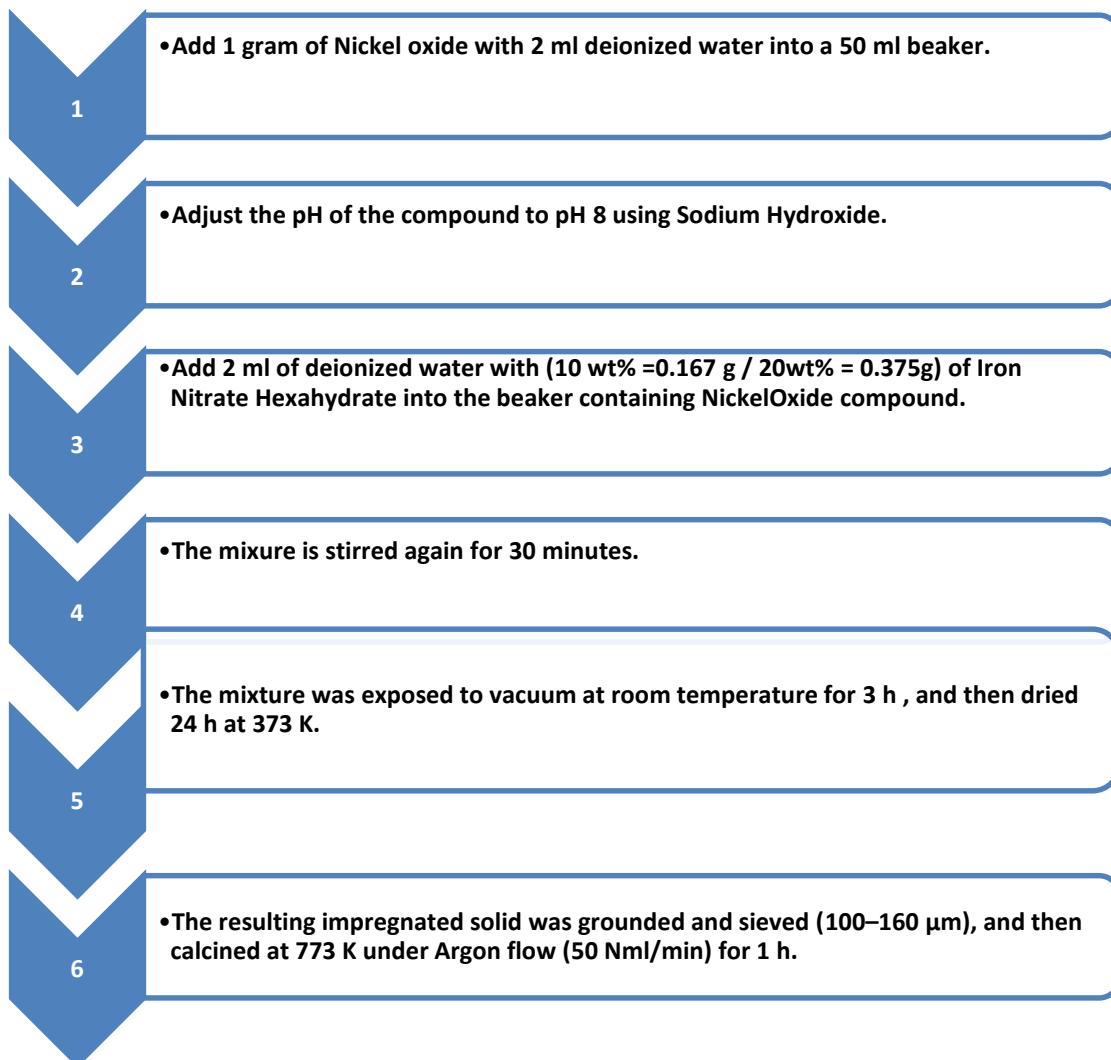 •Add 1 gram of Nickel oxide with 2 ml deionized water into a 50 ml beaker.
1
•Adjust the pH of the compound to pH 8 using Sodium Hydroxide.
2
•Add 2 ml of deionized water with (10 wt% =0.167 g / 20wt% = 0.375g) of Iron
Nitrate Hexahydrate into the beaker containing NickelOxide compound.
3
•The mixure is stirred again for 30 minutes.
4
•The mixture was exposed to vacuum at room temperature for 3 h , and then dried
24 h at 373 K.
5
•The resulting impregnated solid was grounded and sieved (100–160 μm), and then
calcined at 773 K under Argon flow (50 Nml/min) for 1 h.
6